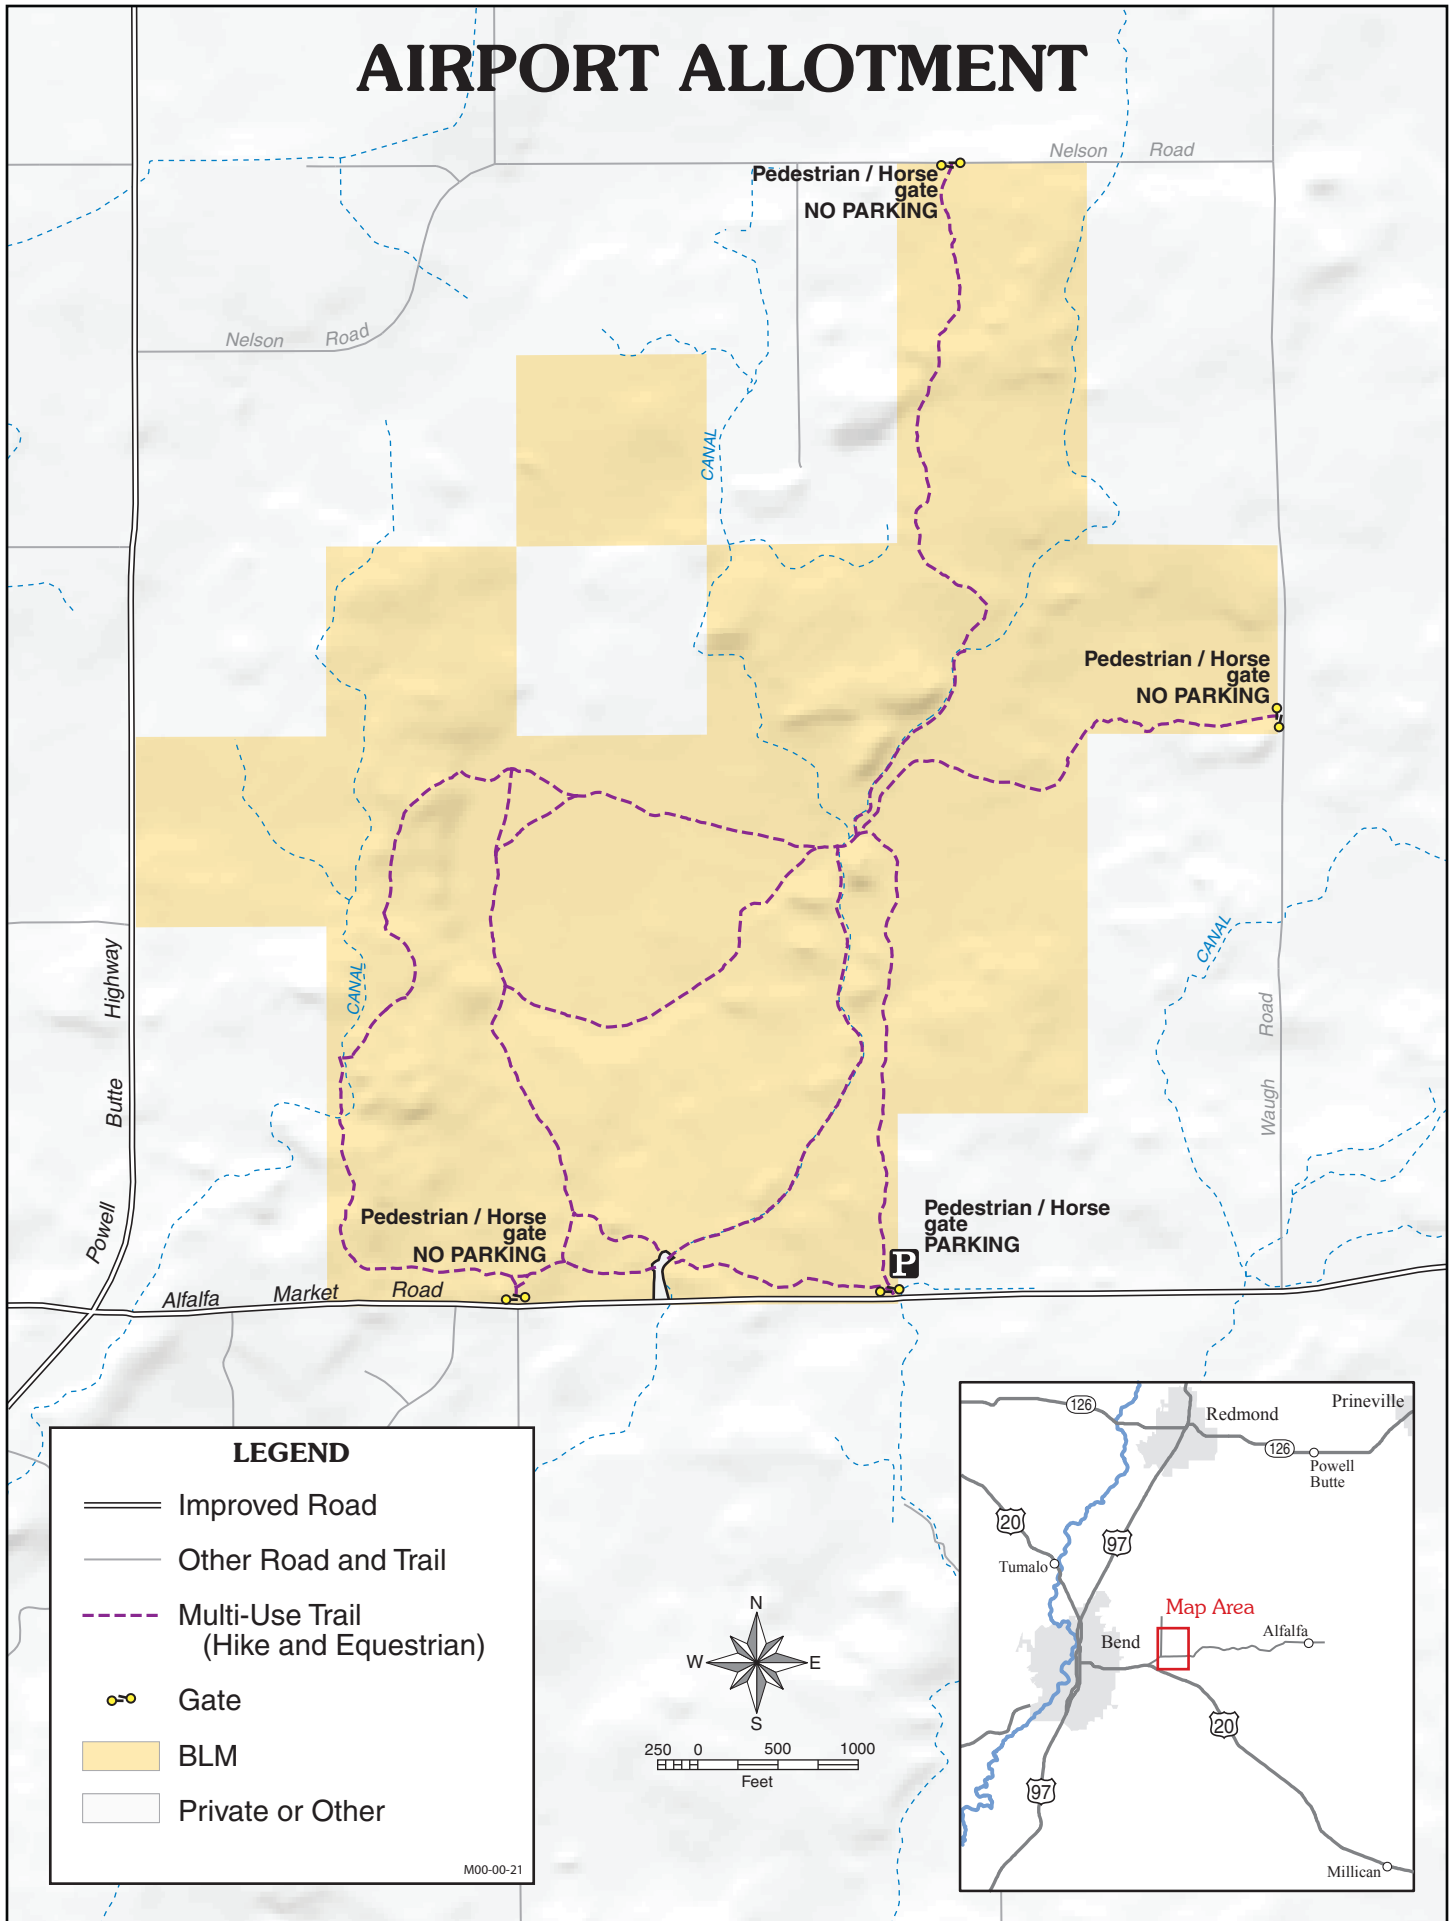 AIRPORT ALLOTMENT
Nelson Road
Pedestrian / Horse
gate
NO PARKING
Nelson Road
CANAL
Pedestrian / Horse
gate
NO PARKING
CANAL
CANAL
Powell Butte Highway
Waugh Road
Pedestrian / Horse
gate
NO PARKING
Pedestrian / Horse
gate
PARKING
P
Alfalfa Market Road
LEGEND
Improved Road
Other Road and Trail
Multi-Use Trail
(Hike and Equestrian)
Gate
BLM
Private or Other
M00-00-21
N
W E
S
250 0 500 1000
Feet
126
Redmond
Prineville
126
Powell
Butte
20
97
Tumalo
Map Area
Bend
Alfalfa
20
97
Millican